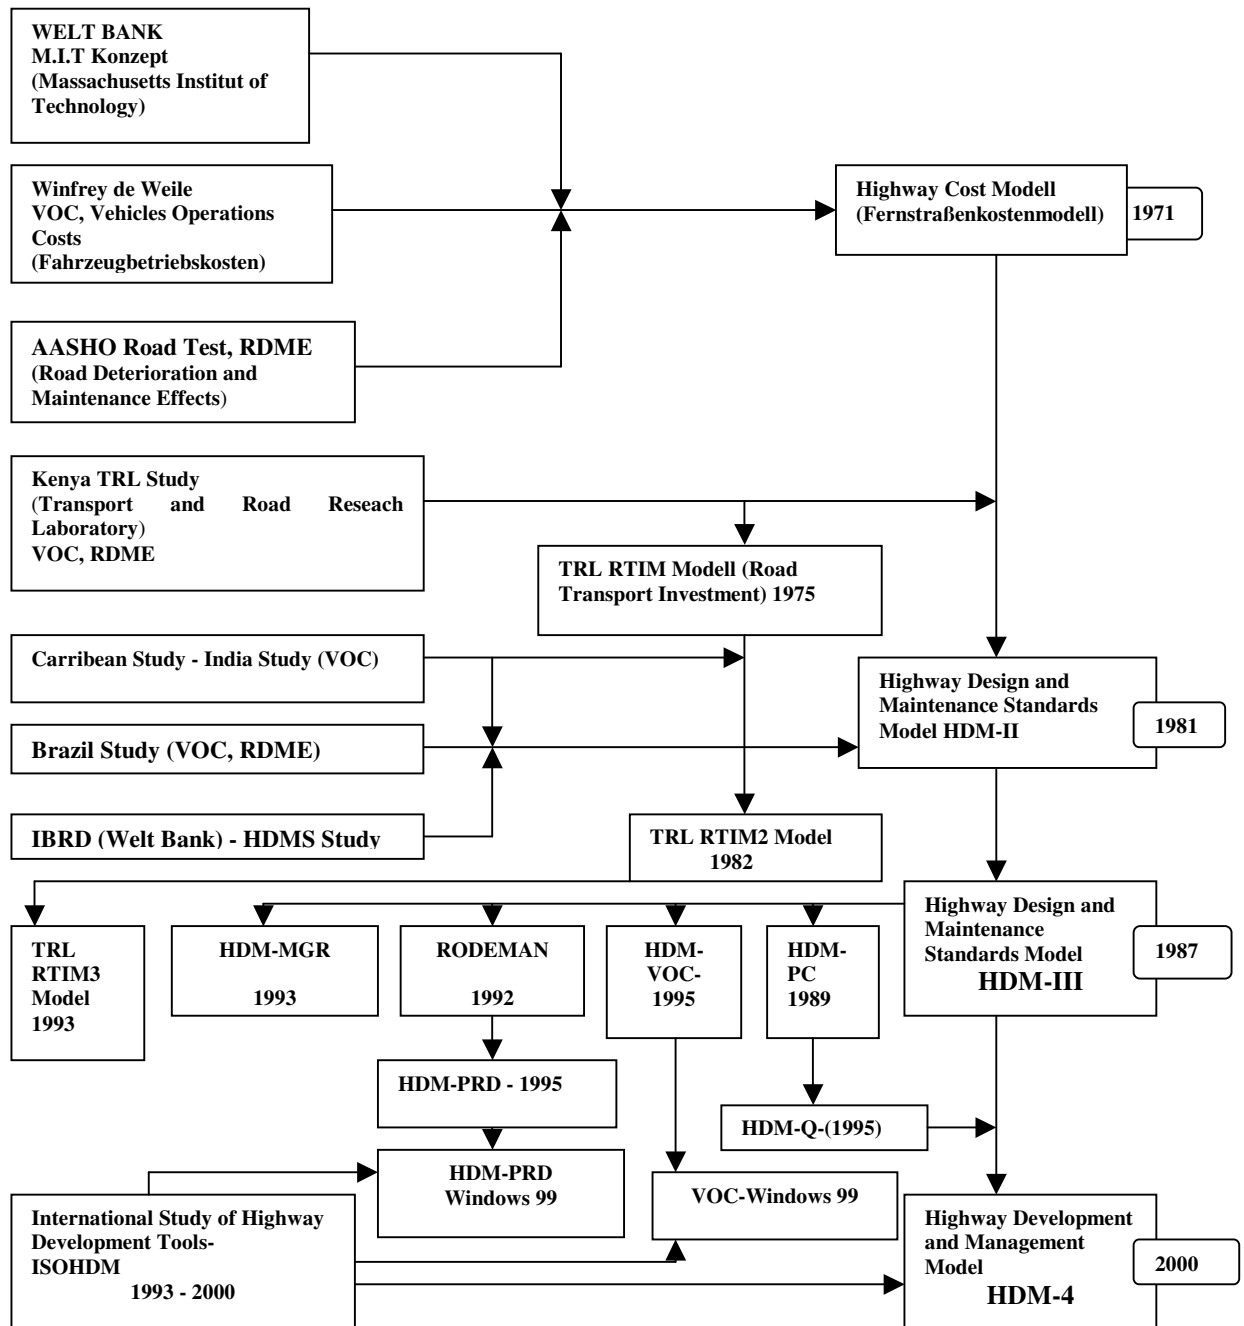 WELT BANK
M.I.T Konzept
(Massachusetts Institut of
Technology)
Winfrey de Weile
VOC, Vehicles Operations
Costs
(Fahrzeugbetriebskosten)
Highway Cost Modell
(Fernstraßenkostenmodell)
1971
AASHO Road Test, RDME
(Road Deterioration and
Maintenance Effects)
Kenya TRL Study
(Transport and Road Reseach
Laboratory)
VOC, RDME
TRL RTIM Modell (Road
Transport Investment) 1975
Carribean Study - India Study (VOC)
Highway Design and
Maintenance Standards
Model HDM-II
1981
Brazil Study (VOC, RDME)
IBRD (Welt Bank) - HDMS Study
TRL RTIM2 Model
1982
TRL
RTIM3
Model
1993
HDM-MGR
1993
RODEMAN
1992
HDM-
VOC-
1995
HDM-
PC
1989
Highway Design and
Maintenance
Standards Model
HDM-III
1987
HDM-PRD - 1995
HDM-Q-(1995)
HDM-PRD
Windows 99
VOC-Windows 99
International Study of Highway
Development Tools-
ISOHDM
1993 - 2000
Highway Development
and Management
Model
HDM-4
2000